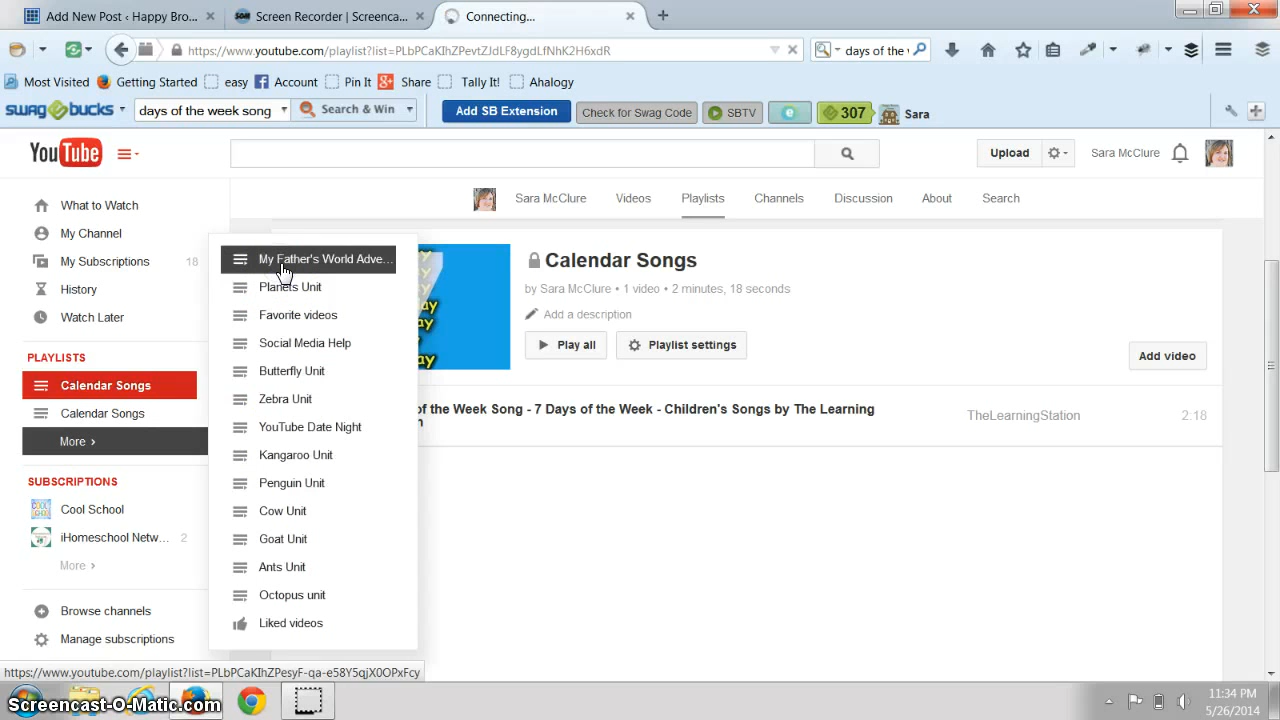 Add New Post ‹ Happy Bro...
Screen Recorder | Screenca...
Connecting...
https://www.youtube.com/playlist?list=PLbPCaKIhZPevtZJdLF8ygdLfNhK2H6xdR
days of the
Most Visited
Getting Started
easy
Account
Pin It
Share
Tally It!
Ahalogy
swagbucks
days of the week song
Search & Win
Add SB Extension
Check for Swag Code
SBTV
307
Sara
YouTube
Upload
Sara McClure
Sara McClure
Videos
Playlists
Channels
Discussion
About
Search
What to Watch
My Channel
My Subscriptions 18
History
Watch Later
PLAYLISTS
Calendar Songs
Calendar Songs
More ›
SUBSCRIPTIONS
Cool School
iHomeschool Netw... 2
More ›
Browse channels
Manage subscriptions
My Father's World Adve...
Planets Unit
Favorite videos
Social Media Help
Butterfly Unit
Zebra Unit
YouTube Date Night
Kangaroo Unit
Penguin Unit
Cow Unit
Goat Unit
Ants Unit
Octopus unit
Liked videos
Calendar Songs
by Sara McClure • 1 video • 2 minutes, 18 seconds
Add a description
Play all
Playlist settings
Add video
of the Week Song - 7 Days of the Week - Children's Songs by The Learning
TheLearningStation
2:18
https://www.youtube.com/playlist?list=PLbPCaKIhZPesyF-qa-e58Y5qjX0OPxFcy
Screencast-O-Matic.com
11:34 PM
5/26/2014